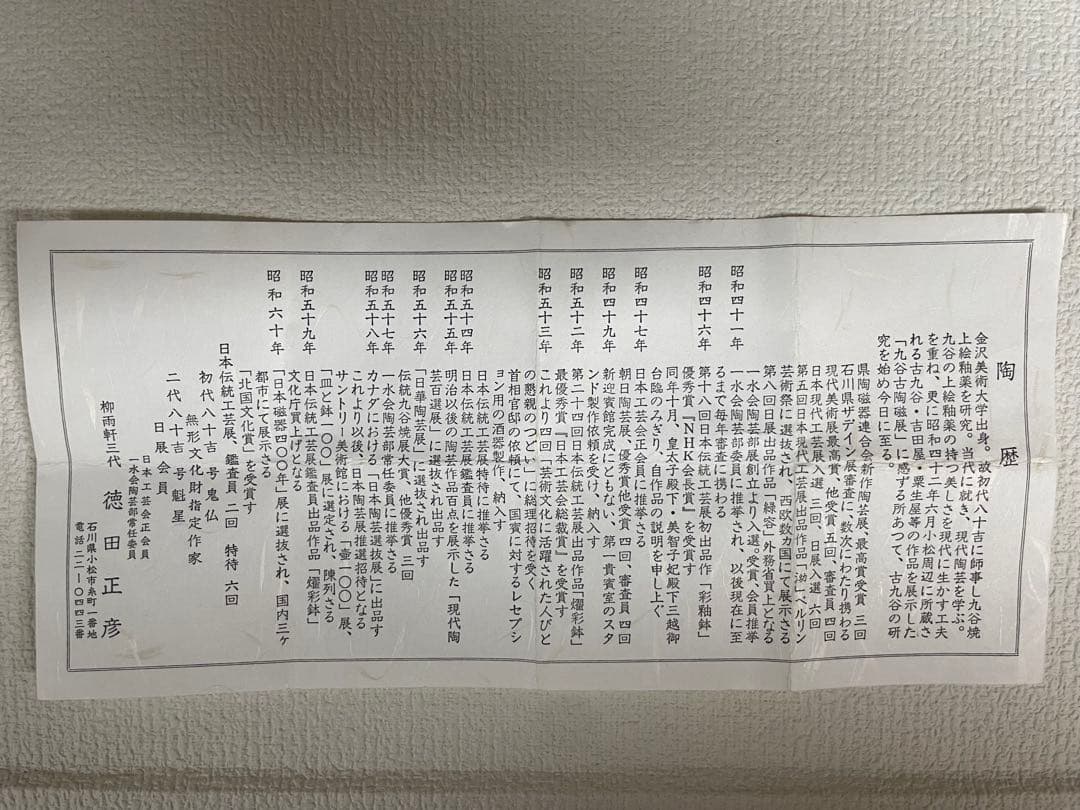 陶歴
金沢美術大学出身。故初代八十吉に師事し九谷焼
上絵釉薬を研究。当代に就き、現代陶芸を学ぶ。
九谷の上絵釉薬の持つ美しさを現代に生かす工夫
を重ね、更に昭和四十二年六月小松周辺に所蔵さ
れる古九谷・吉田屋・粟生屋等の作品を展示した
「九谷古陶磁展」に感ずる所あつて、古九谷の研
究を始め今日に至る。
県陶磁器連合会新作陶芸展、最高賞受賞 三回
石川県デザイン展審査に、数次にわたり携わる
現代美術展最高賞、他受賞 五回、審査員 四回
日本現代工芸展入選 三回、日展入選 六回
第五回日本現代工芸展出品作品「泑」ベルリン
芸術祭に選抜され、西欧数カ国にて展示さる
第八回日展出品作品「綵容」外務省買上となる
昭和四十一年 一水会陶芸部展創立より入選。受賞、会員推挙
一水会陶芸部委員に推挙され、以後現在に至
るまで毎年審査に携わる
昭和四十六年 第十八回日本伝統工芸展初出品作「彩釉鉢」
優秀賞『NHK会長賞』を受賞す
同年十月、皇太子殿下・美智子妃殿下三越御
台臨のみぎり、自作品の説明を申し上ぐ
昭和四十七年 日本工芸会正会員に推挙さる
朝日陶芸展、優秀賞他受賞 四回、審査員 四回
昭和四十九年 新迎賓館完成にともない、第一貴賓室のスタ
ンド製作依頼を受け、納入す
昭和五十二年 第二十四回日本伝統工芸展出品作品「燿彩鉢」
最優秀賞『日本工芸会総裁賞』を受賞す
昭和五十三年 これより四回「芸術文化に活躍された人びと
の懇親のつどい」に総理招待を受く
首相官邸の依頼にて、国賓に対するレセプシ
ョン用の酒器製作、納入す
日本伝統工芸展特待に推挙さる
昭和五十四年 日本伝統工芸展鑑査員に推挙さる
昭和五十五年 明治以後の陶芸作品百点を展示した「現代陶
芸百選展」に選抜され出品す
昭和五十六年 「日華陶芸展」に選抜され出品す
伝統九谷焼展大賞、他優秀賞 三回
昭和五十七年 一水会陶芸部常任委員に推挙さる
昭和五十八年 カナダにおける「日本陶芸選抜展」に出品す
これより以後、日本陶芸展推選招待となる
サントリー美術館における「壷一〇〇」展、
「皿と鉢一〇〇」展に選定され、陳列さる
昭和五十九年 日本伝統工芸展鑑査員出品作品「燿彩鉢」
文化庁買上げとなる
昭和六十年 「日本磁器四〇〇年」展に選抜され、国内三ヶ
都市にて展示さる
「北国文化賞」を受賞す
日本伝統工芸展、鑑査員 二回 特待 六回
初代八十吉号鬼仏
無形文化財指定作家
二代八十吉号魁星
日展会員
日本工芸会正会員
一水会陶芸部常任委員
柳雨軒三代 徳田正彦
石川県小松市糸町一番地
電話 二二-〇四四三番